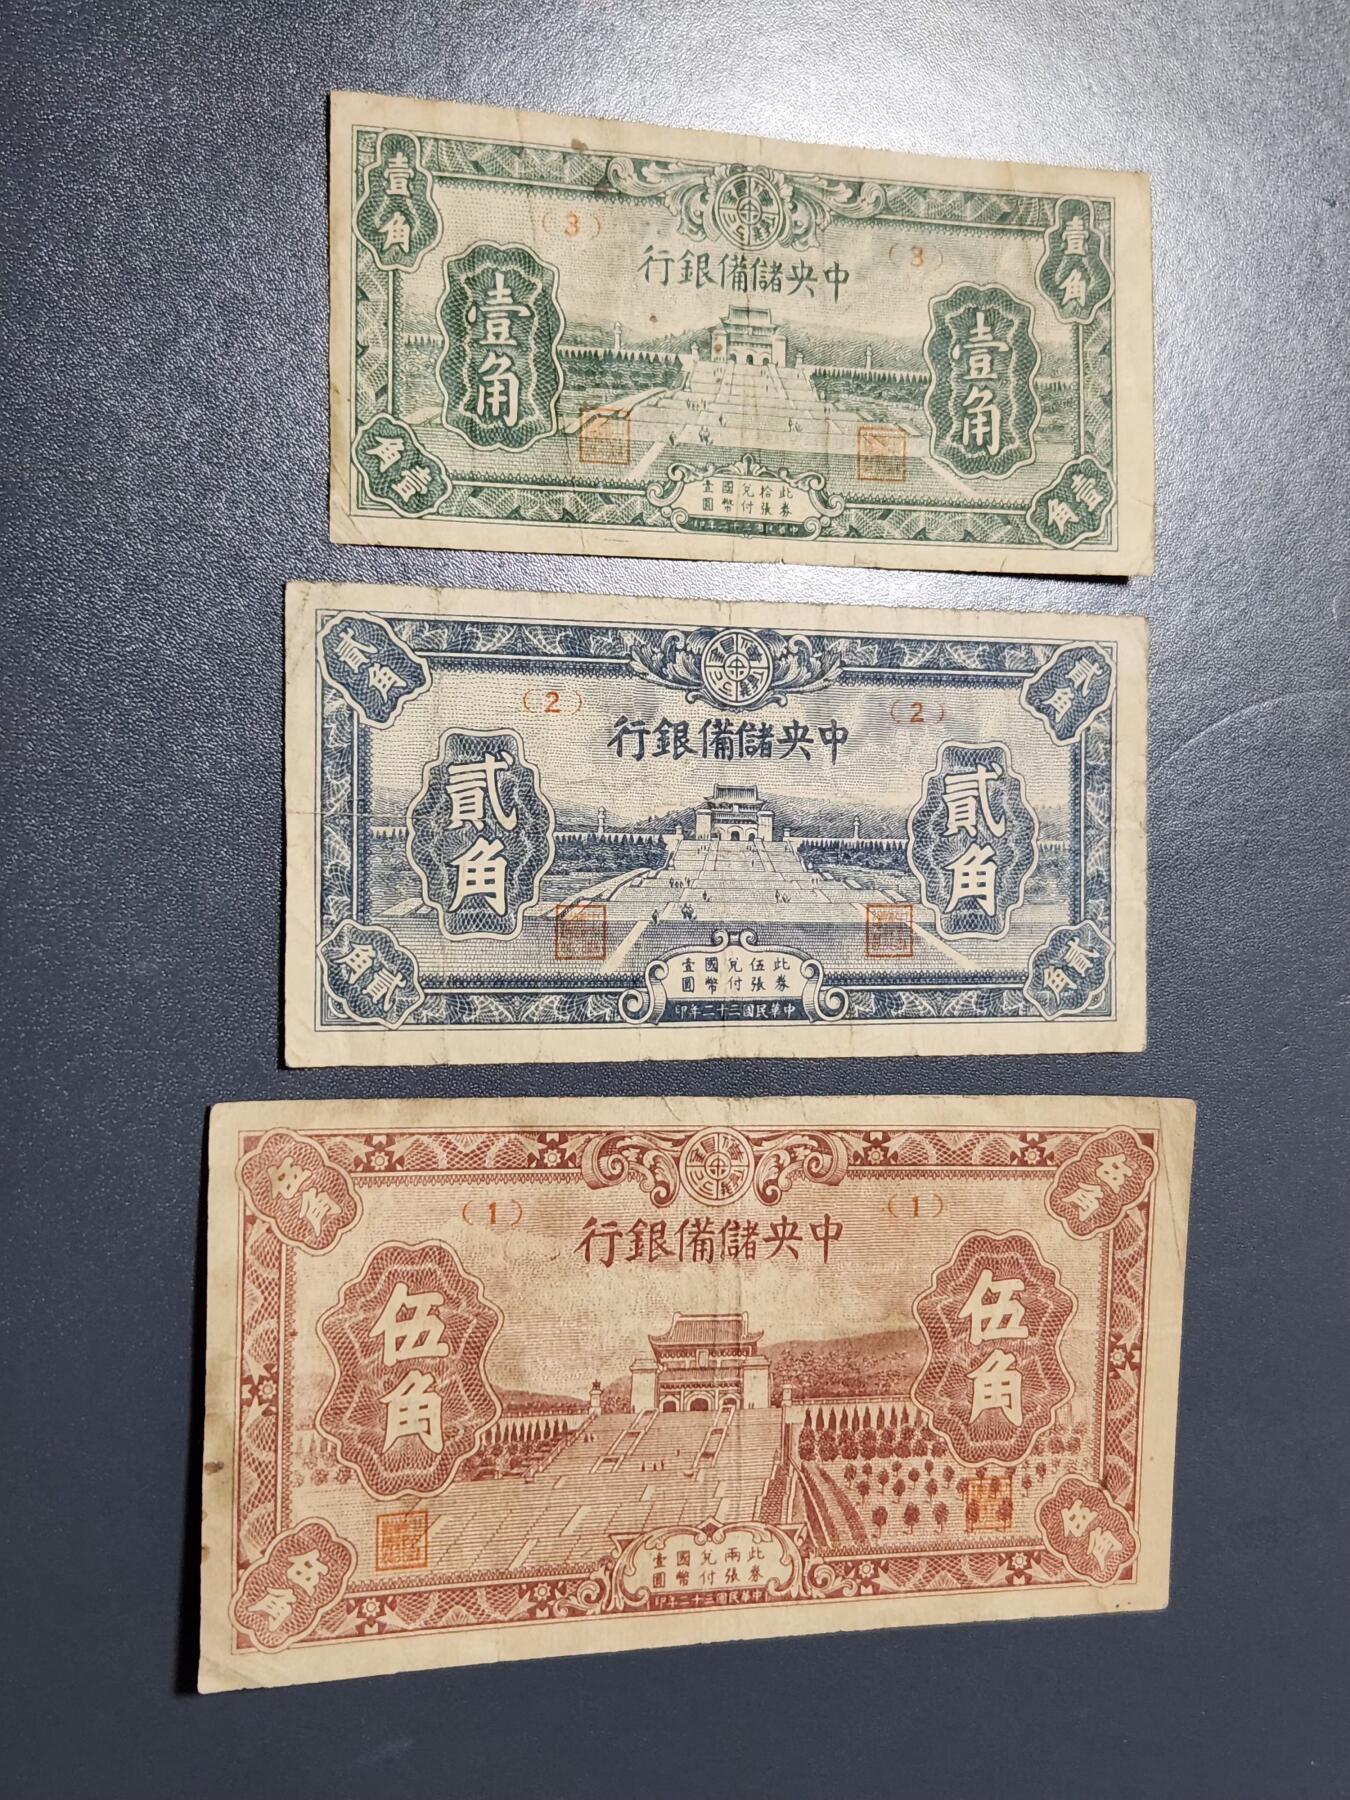 壹角
壹角
(3)
(3)
中央儲備銀行
壹角
壹角
此券拾張兌付國幣壹圓
中華民國三十二年印
壹角
壹角
貳角
貳角
(2)
(2)
中央儲備銀行
貳角
貳角
此券伍張兌付國幣壹圓
中華民國三十二年印
貳角
貳角
伍角
伍角
(1)
(1)
中央儲備銀行
伍角
伍角
此券兩張兌付國幣壹圓
中華民國三十二年印
伍角
伍角